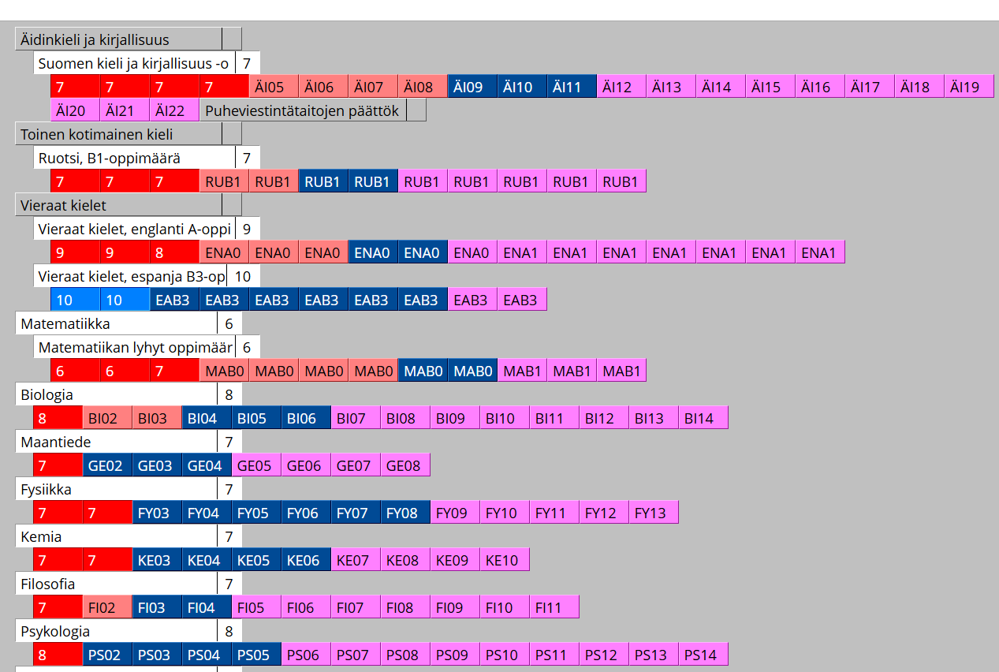 Äidinkieli ja kirjallisuus
Suomen kieli ja kirjallisuus -o 7
7 7 7 7 ÄI05 ÄI06 ÄI07 ÄI08 ÄI09 ÄI10 ÄI11 ÄI12 ÄI13 ÄI14 ÄI15 ÄI16 ÄI17 ÄI18 ÄI19
ÄI20 ÄI21 ÄI22 Puheviestintätaitojen päättök
Toinen kotimainen kieli
Ruotsi, B1-oppimäärä 7
7 7 7 RUB1 RUB1 RUB1 RUB1 RUB1 RUB1 RUB1 RUB1 RUB1
Vieraat kielet
Vieraat kielet, englanti A-oppi 9
9 9 8 ENA0 ENA0 ENA0 ENA0 ENA0 ENA0 ENA1 ENA1 ENA1 ENA1 ENA1 ENA1 ENA1
Vieraat kielet, espanja B3-op 10
10 10 EAB3 EAB3 EAB3 EAB3 EAB3 EAB3 EAB3 EAB3
Matematiikka 6
Matematiikan lyhyt oppimäär 6
6 6 7 MAB0 MAB0 MAB0 MAB0 MAB0 MAB0 MAB1 MAB1 MAB1
Biologia 8
8 BI02 BI03 BI04 BI05 BI06 BI07 BI08 BI09 BI10 BI11 BI12 BI13 BI14
Maantiede 7
7 GE02 GE03 GE04 GE05 GE06 GE07 GE08
Fysiikka 7
7 7 FY03 FY04 FY05 FY06 FY07 FY08 FY09 FY10 FY11 FY12 FY13
Kemia 7
7 7 KE03 KE04 KE05 KE06 KE07 KE08 KE09 KE10
Filosofia 7
7 FI02 FI03 FI04 FI05 FI06 FI07 FI08 FI09 FI10 FI11
Psykologia 8
8 PS02 PS03 PS04 PS05 PS06 PS07 PS08 PS09 PS10 PS11 PS12 PS13 PS14